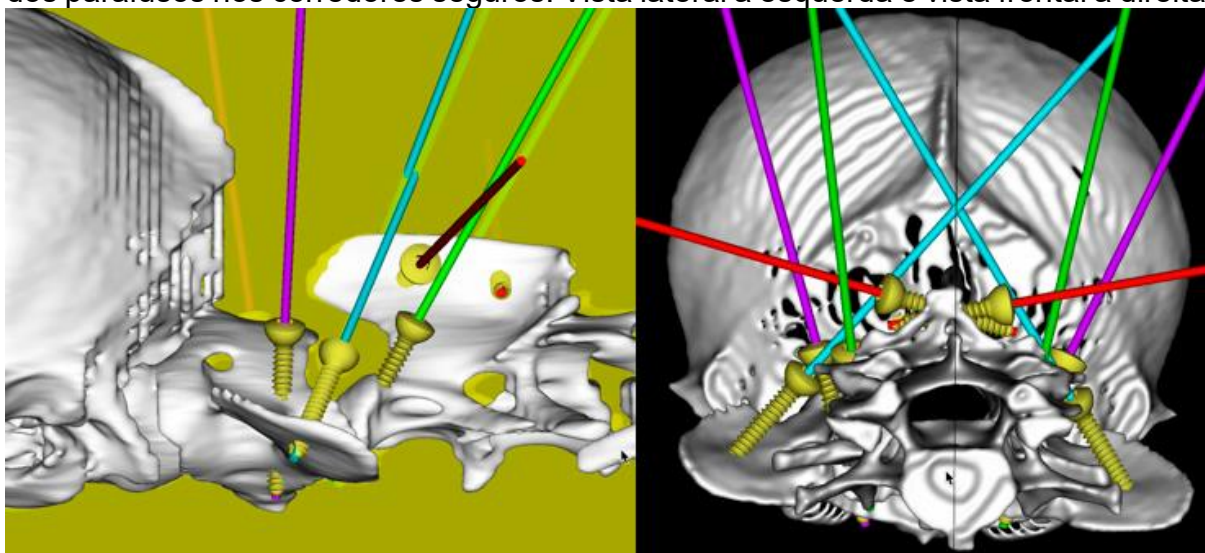 dos parafusos nos corredores seguros. Vista lateral à esquerda e vista frontal à direita